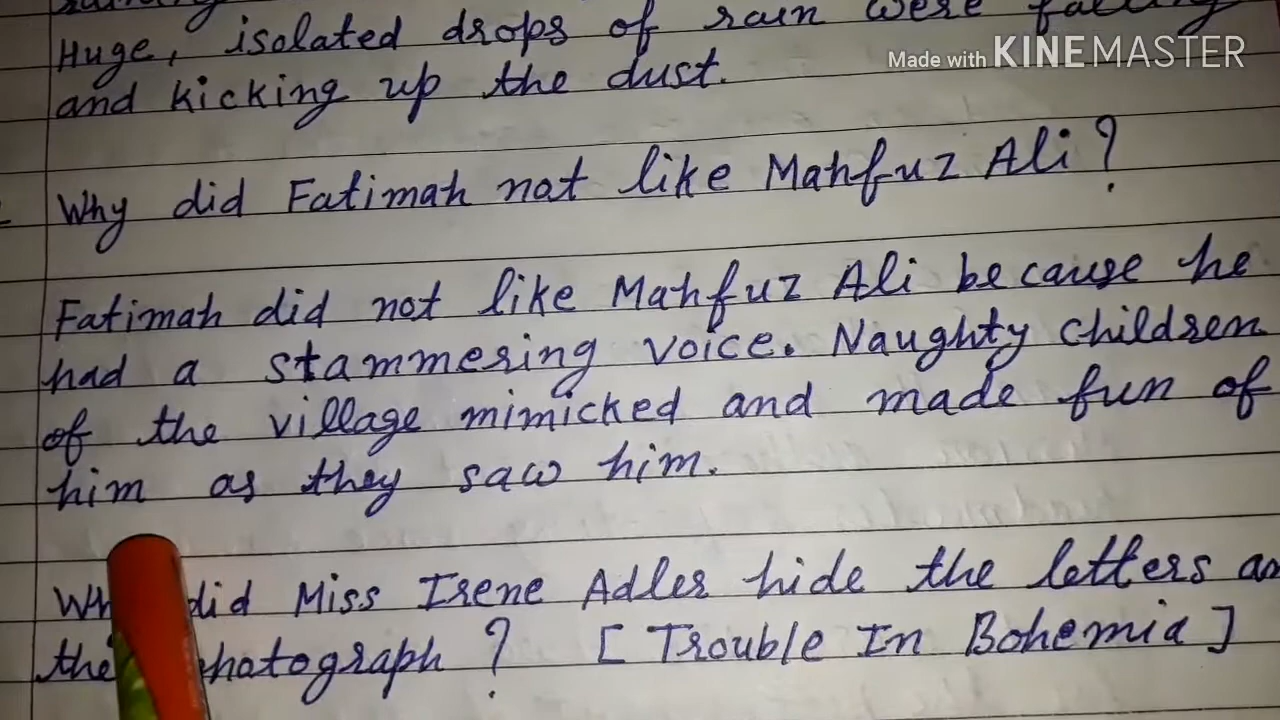 Huge, isolated drops of rain were falling
and kicking up the dust.
Made with KINEMASTER
Why did Fatimah not like Mahfuz Ali?
Fatimah did not like Mahfuz Ali because he
had a stammering voice. Naughty children
of the village mimicked and made fun of
him as they saw him.
did Miss Irene Adler hide the letters
the photograph? [Trouble In Bohemia]